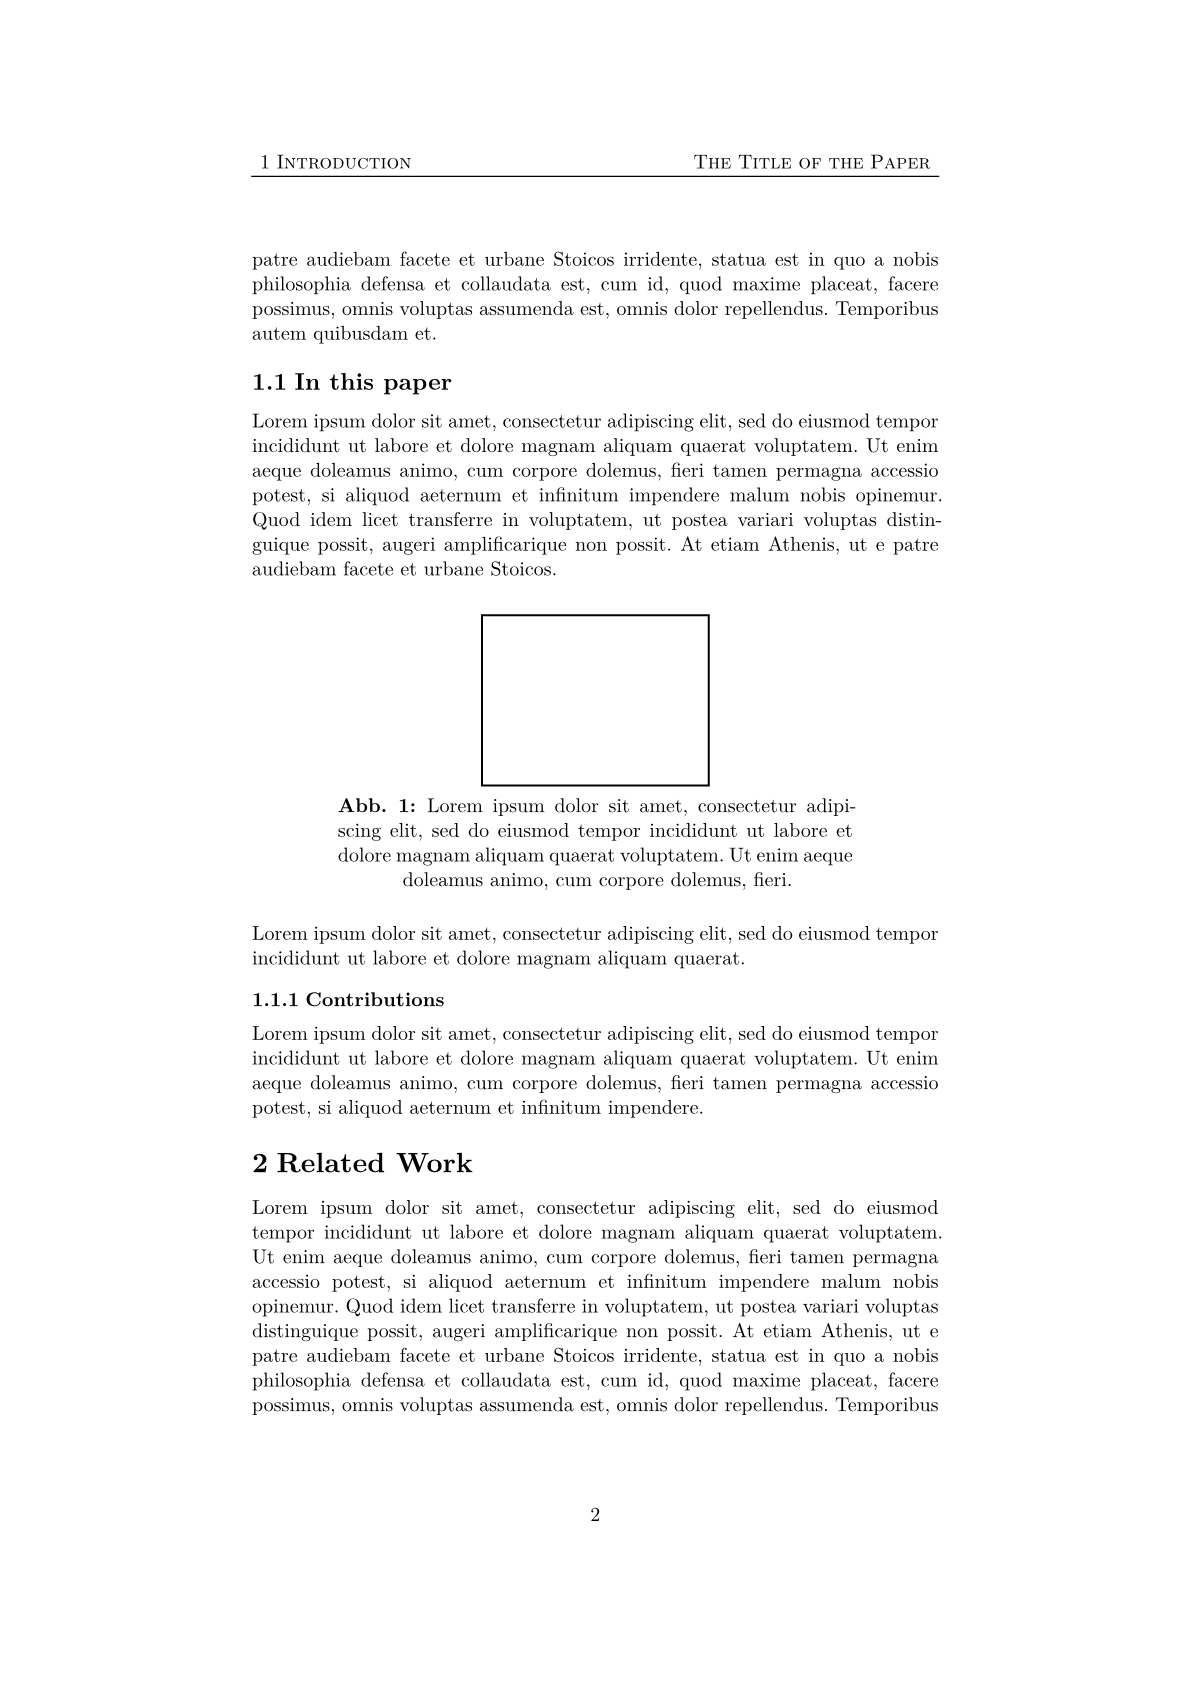 1 Introduction The Title of the Paper
patre audiebam facete et urbane Stoicos irridente, statua est in quo a nobis
philosophia defensa et collaudata est, cum id, quod maxime placeat, facere
possimus, omnis voluptas assumenda est, omnis dolor repellendus. Temporibus
autem quibusdam et.
1.1 In this paper
Lorem ipsum dolor sit amet, consectetur adipiscing elit, sed do eiusmod tempor
incididunt ut labore et dolore magnam aliquam quaerat voluptatem. Ut enim
aeque doleamus animo, cum corpore dolemus, fieri tamen permagna accessio
potest, si aliquod aeternum et infinitum impendere malum nobis opinemur.
Quod idem licet transferre in voluptatem, ut postea variari voluptas distin-
guique possit, augeri amplificarique non possit. At etiam Athenis, ut e patre
audiebam facete et urbane Stoicos.
Abb. 1: Lorem ipsum dolor sit amet, consectetur adipi-
scing elit, sed do eiusmod tempor incididunt ut labore et
dolore magnam aliquam quaerat voluptatem. Ut enim aeque
doleamus animo, cum corpore dolemus, fieri.
Lorem ipsum dolor sit amet, consectetur adipiscing elit, sed do eiusmod tempor
incididunt ut labore et dolore magnam aliquam quaerat.
1.1.1 Contributions
Lorem ipsum dolor sit amet, consectetur adipiscing elit, sed do eiusmod tempor
incididunt ut labore et dolore magnam aliquam quaerat voluptatem. Ut enim
aeque doleamus animo, cum corpore dolemus, fieri tamen permagna accessio
potest, si aliquod aeternum et infinitum impendere.
2 Related Work
Lorem ipsum dolor sit amet, consectetur adipiscing elit, sed do eiusmod
tempor incididunt ut labore et dolore magnam aliquam quaerat voluptatem.
Ut enim aeque doleamus animo, cum corpore dolemus, fieri tamen permagna
accessio potest, si aliquod aeternum et infinitum impendere malum nobis
opinemur. Quod idem licet transferre in voluptatem, ut postea variari voluptas
distinguique possit, augeri amplificarique non possit. At etiam Athenis, ut e
patre audiebam facete et urbane Stoicos irridente, statua est in quo a nobis
philosophia defensa et collaudata est, cum id, quod maxime placeat, facere
possimus, omnis voluptas assumenda est, omnis dolor repellendus. Temporibus
2